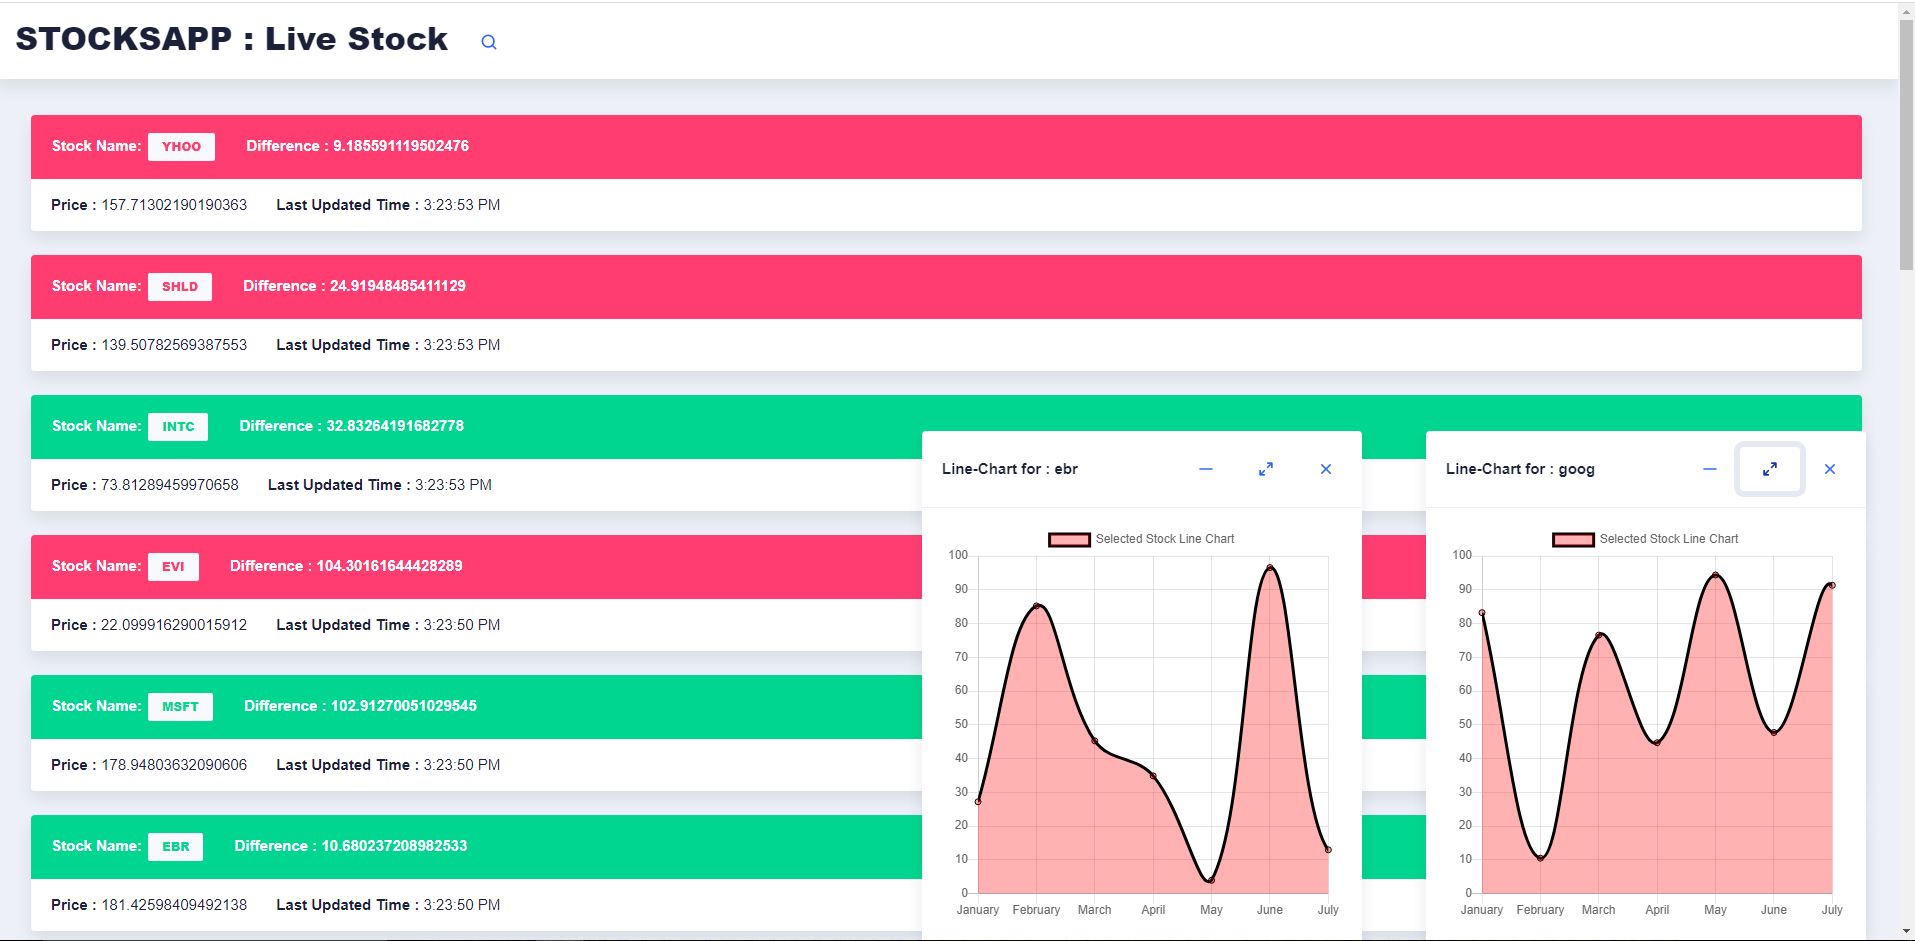 STOCKSAPP : Live Stock
Stock Name: YHOO Difference : 9.185591119502476
Price : 157.71302190190363 Last Updated Time : 3:23:53 PM
Stock Name: SHLD Difference : 24.91948485411129
Price : 139.50782569387553 Last Updated Time : 3:23:53 PM
Stock Name: INTC Difference : 32.83264191682778
Price : 73.81289459970658 Last Updated Time : 3:23:53 PM
Stock Name: EVI Difference : 104.30161644428289
Price : 22.099916290015912 Last Updated Time : 3:23:50 PM
Stock Name: MSFT Difference : 102.91270051029545
Price : 178.94803632090606 Last Updated Time : 3:23:50 PM
Stock Name: EBR Difference : 10.680237208982533
Price : 181.42598409492138 Last Updated Time : 3:23:50 PM
Line-Chart for : ebr
Selected Stock Line Chart
100
90
80
70
60
50
40
30
20
10
0
January February March April May June July
Line-Chart for : goog
Selected Stock Line Chart
100
90
80
70
60
50
40
30
20
10
0
January February March April May June July